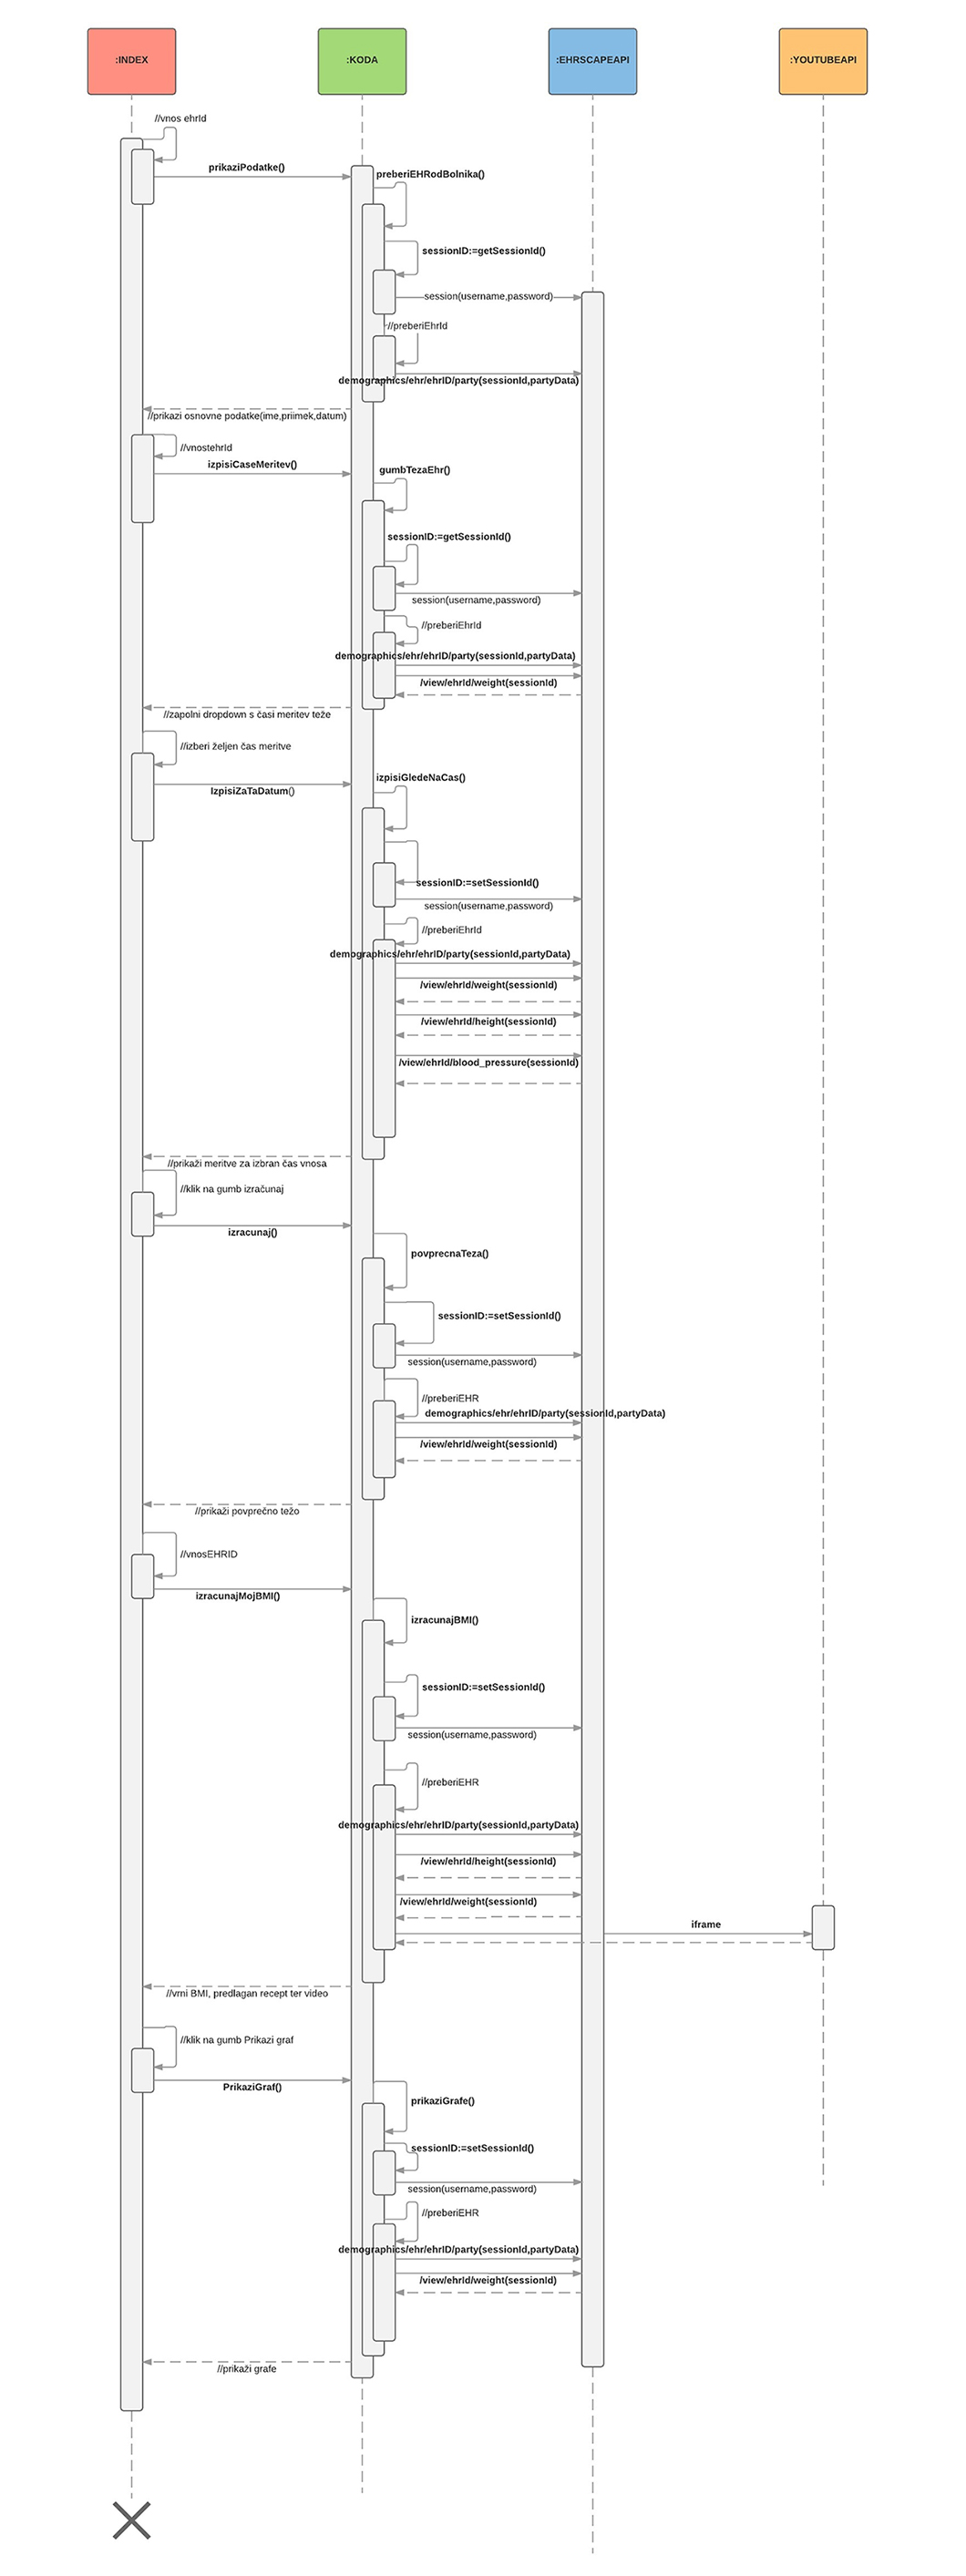 :INDEX
:KODA
:EHRSCAPEAPI
:YOUTUBEAPI
//vnos ehrId
prikaziPodatke()
preberiEHRodBolnika()
sessionID:=getSessionId()
session(username,password)
//preberiEhrId
demographics/ehr/ehrID/party(sessionId,partyData)
//prikazi osnovne podatke(ime,priimek,datum)
//vnostehrId
izpisiCaseMeritev()
gumbTezaEhr()
sessionID:=getSessionId()
session(username,password)
//preberiEhrId
demographics/ehr/ehrID/party(sessionId,partyData)
/view/ehrId/weight(sessionId)
//zapolni dropdown s časi meritev teže
//izberi željen čas meritve
IzpisiZaTaDatum()
izpisiGledeNaCas()
sessionID:=setSessionId()
session(username,password)
//preberiEhrId
demographics/ehr/ehrID/party(sessionId,partyData)
/view/ehrId/weight(sessionId)
/view/ehrId/height(sessionId)
/view/ehrId/blood_pressure(sessionId)
//prikaži meritve za izbran čas vnosa
//klik na gumb izračunaj
izracunaj()
povprecnaTeza()
sessionID:=setSessionId()
session(username,password)
//preberiEHR
demographics/ehr/ehrID/party(sessionId,partyData)
/view/ehrId/weight(sessionId)
//prikaži povprečno težo
//vnosEHRID
izracunajMojBMI()
izracunajBMI()
sessionID:=setSessionId()
session(username,password)
//preberiEHR
demographics/ehr/ehrID/party(sessionId,partyData)
/view/ehrId/height(sessionId)
/view/ehrId/weight(sessionId)
iframe
//vrni BMI, predlagan recept ter video
//klik na gumb Prikazi graf
PrikaziGraf()
prikaziGrafe()
sessionID:=setSessionId()
session(username,password)
//preberiEHR
demographics/ehr/ehrID/party(sessionId,partyData)
/view/ehrId/weight(sessionId)
//prikaži grafe